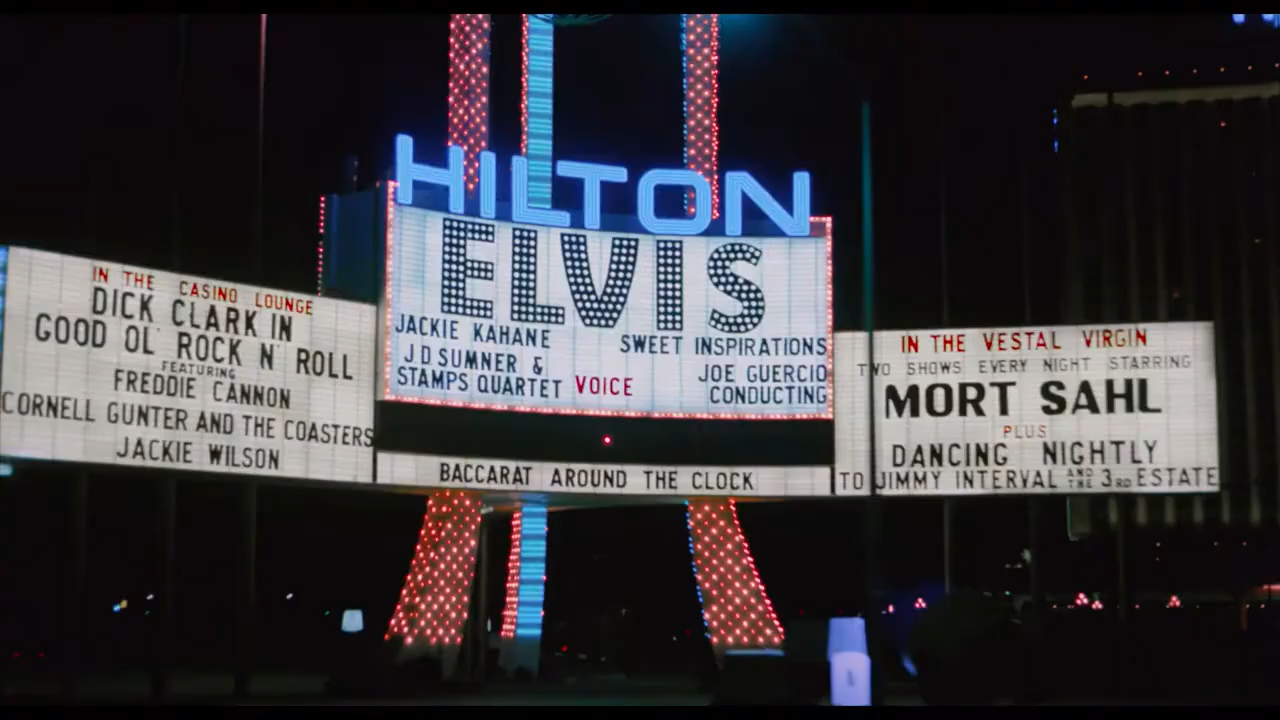 HILTON
ELVIS
JACKIE KAHANE
J.D SUMNER &
STAMPS QUARTET VOICE
SWEET INSPIRATIONS
JOE GUERCIO
CONDUCTING
BACCARAT AROUND THE CLOCK
IN THE CASINO LOUNGE
DICK CLARK IN
GOOD OL' ROCK N' ROLL
FEATURING
FREDDIE CANNON
CORNELL GUNTER AND THE COASTERS
JACKIE WILSON
IN THE VESTAL VIRGIN
TWO SHOWS EVERY NIGHT STARRING
MORT SAHL
PLUS
DANCING NIGHTLY
TO JIMMY INTERVAL AND THE 3RD ESTATE